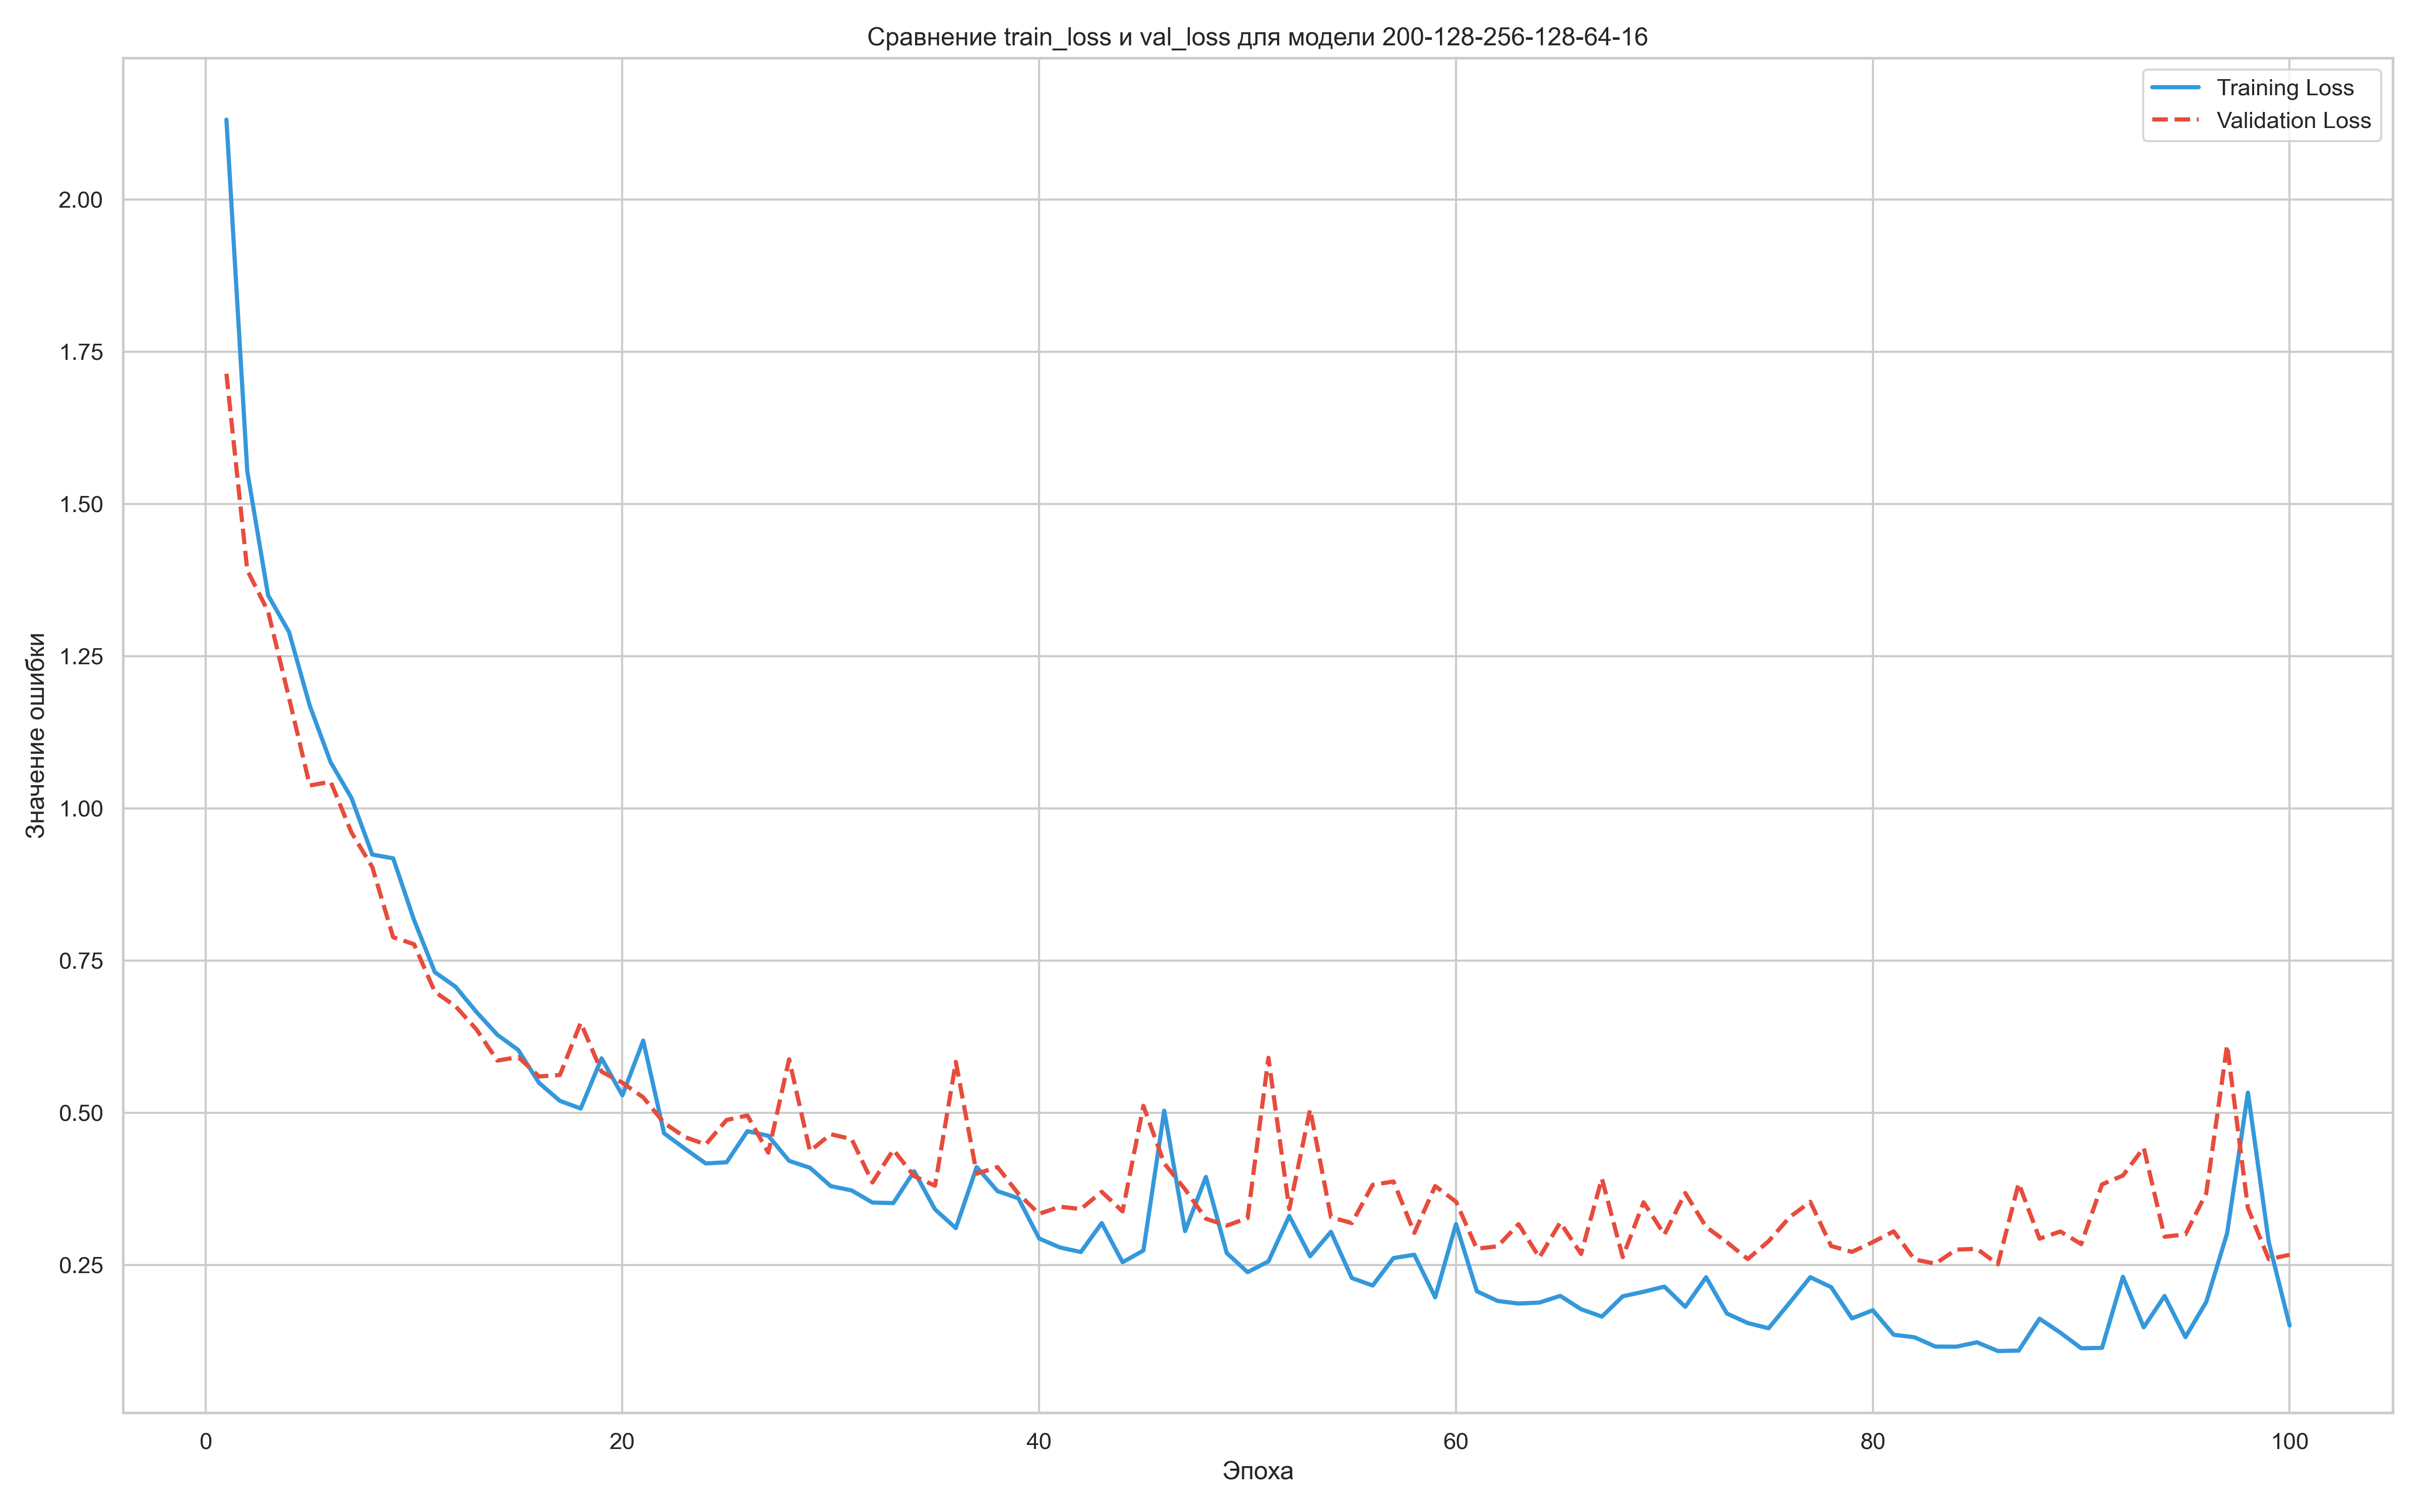 Сравнение train_loss и val_loss для модели 200-128-256-128-64-16
Training Loss
Validation Loss
2.00
1.75
1.50
1.25
1.00
0.75
0.50
0.25
Значение ошибки
0
20
40
60
80
100
Эпоха